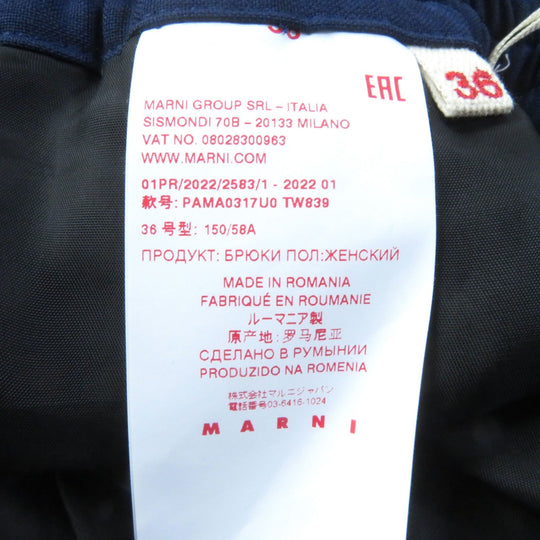 EAC
36
MARNI GROUP SRL – ITALIA
SISMONDI 70B – 20133 MILANO
VAT NO. 08028300963
WWW.MARNI.COM
01PR/2022/2583/1 - 2022 01
款号: PAMA0317U0 TW839
36 号型: 150/58A
ПРОДУКТ: БРЮКИ ПОЛ:ЖЕНСКИЙ
MADE IN ROMANIA
FABRIQUÉ EN ROUMANIE
ルーマニア製
原产地: 罗马尼亚
СДЕЛАНО В РУМЫНИИ
PRODUZIDO NA ROMENIA
株式会社マルニジャパン
電話番号03-6416-1024
MARNI